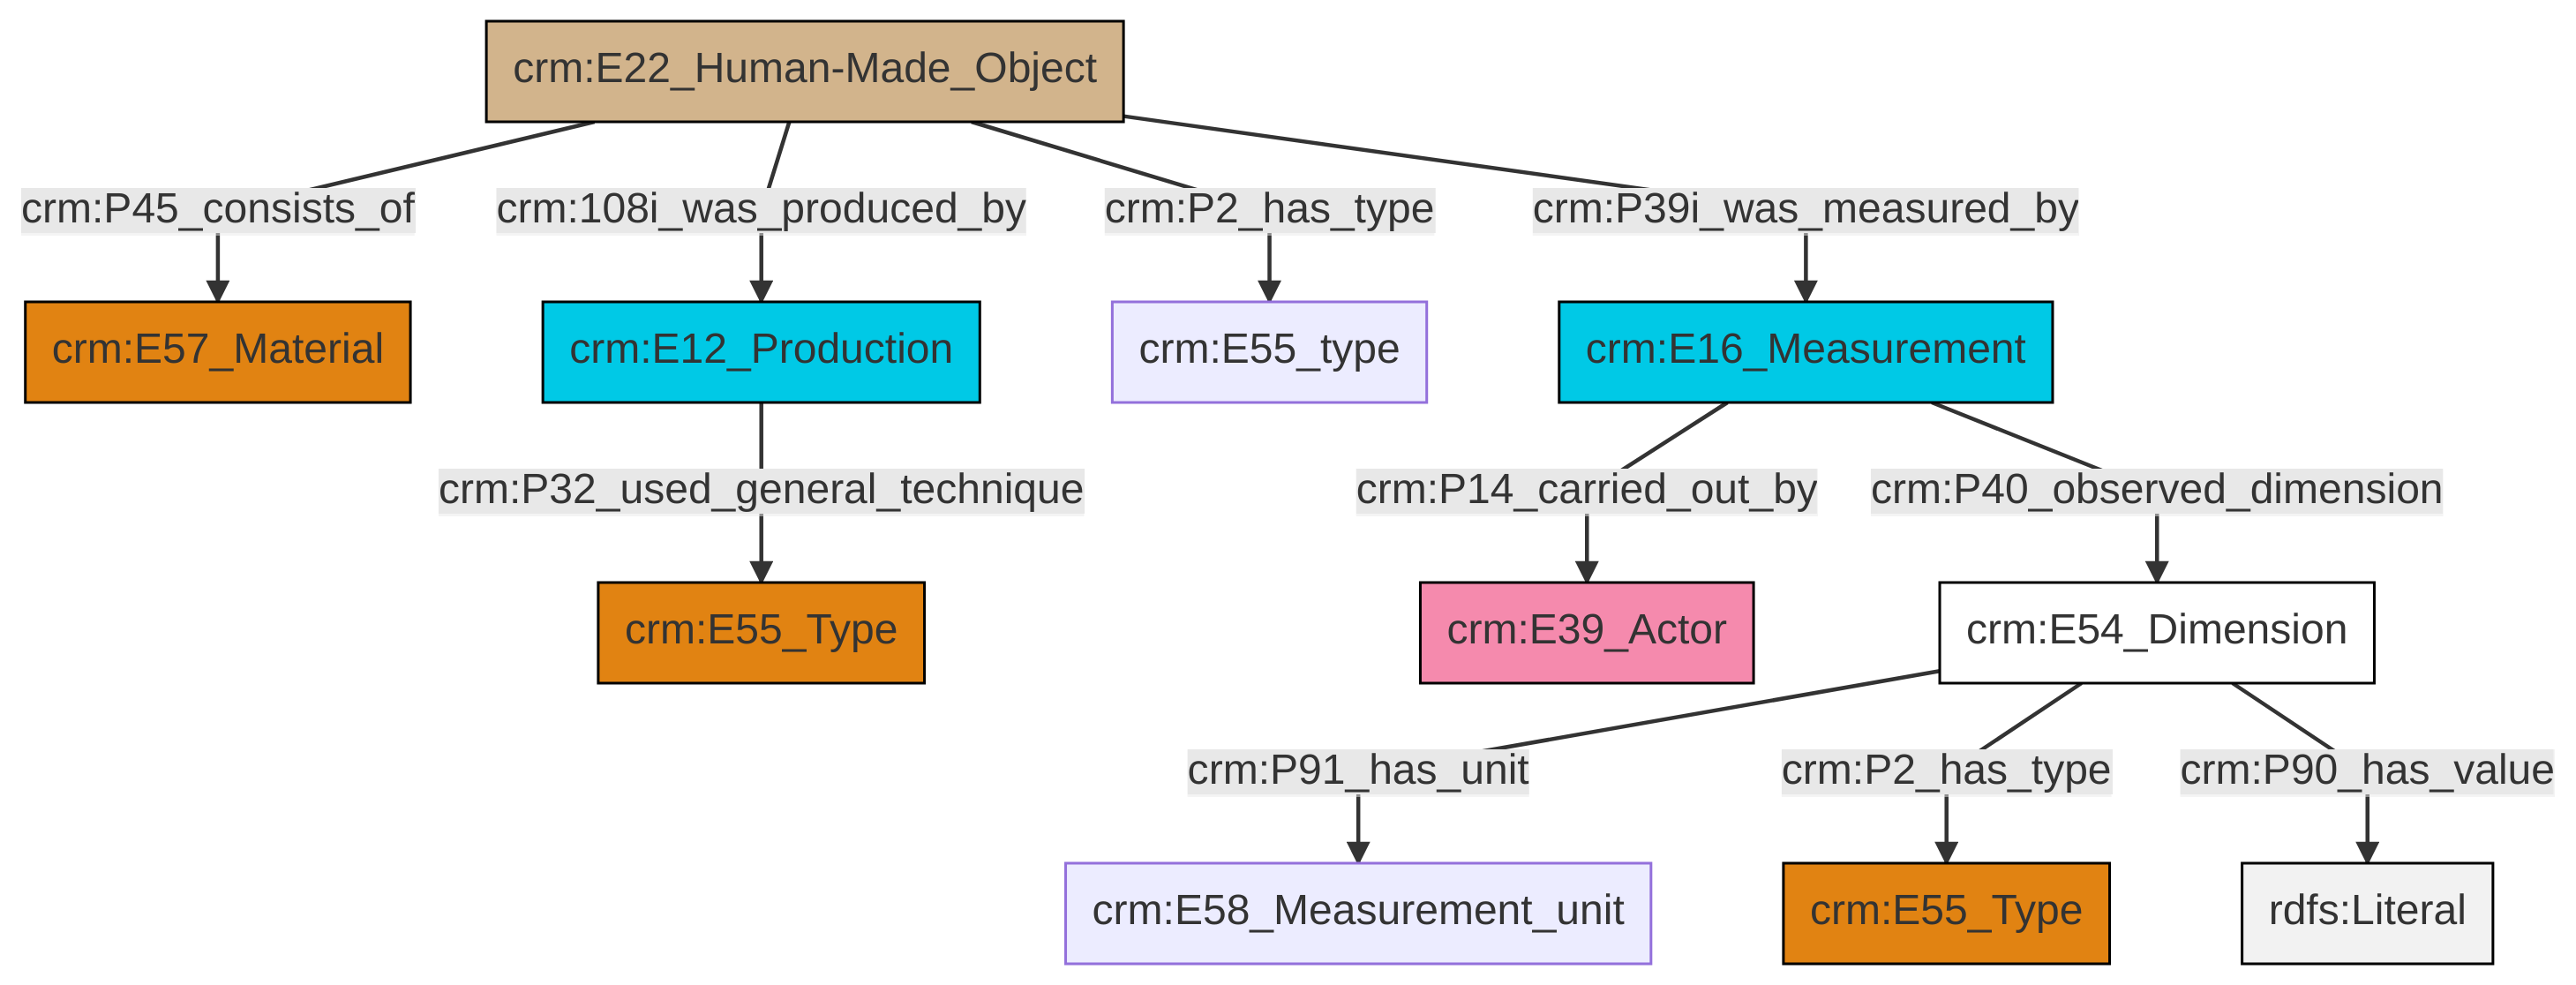 crm:E22_Human-Made_Object
crm:P45_consists_of
crm:108i_was_produced_by
crm:P2_has_type
crm:P39i_was_measured_by
crm:E57_Material
crm:E12_Production
crm:E55_type
crm:E16_Measurement
crm:P32_used_general_technique
crm:P14_carried_out_by
crm:P40_observed_dimension
crm:E55_Type
crm:E39_Actor
crm:E54_Dimension
crm:P91_has_unit
crm:P2_has_type
crm:P90_has_value
crm:E58_Measurement_unit
crm:E55_Type
rdfs:Literal